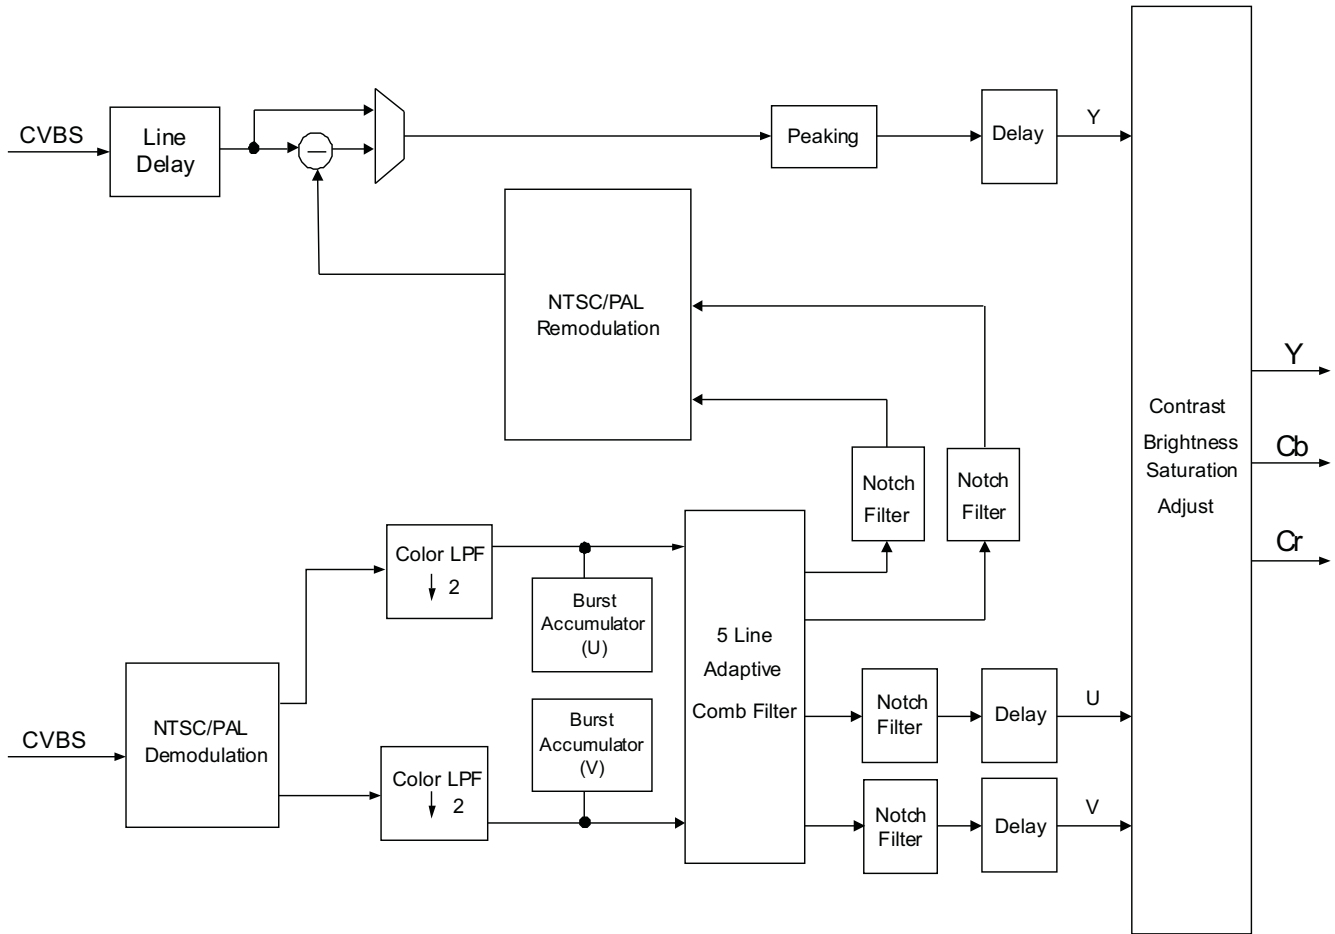 CVBS
Line
Delay
Peaking
Delay
Y
NTSC/PAL
Remodulation
Y
Cb
Cr
Contrast
Brightness
Saturation
Adjust
Notch
Filter
Notch
Filter
Color LPF
2
Burst
Accumulator
(U)
5 Line
Adaptive
Comb Filter
CVBS
NTSC/PAL
Demodulation
Color LPF
2
Burst
Accumulator
(V)
Notch
Filter
Delay
U
Notch
Filter
Delay
V